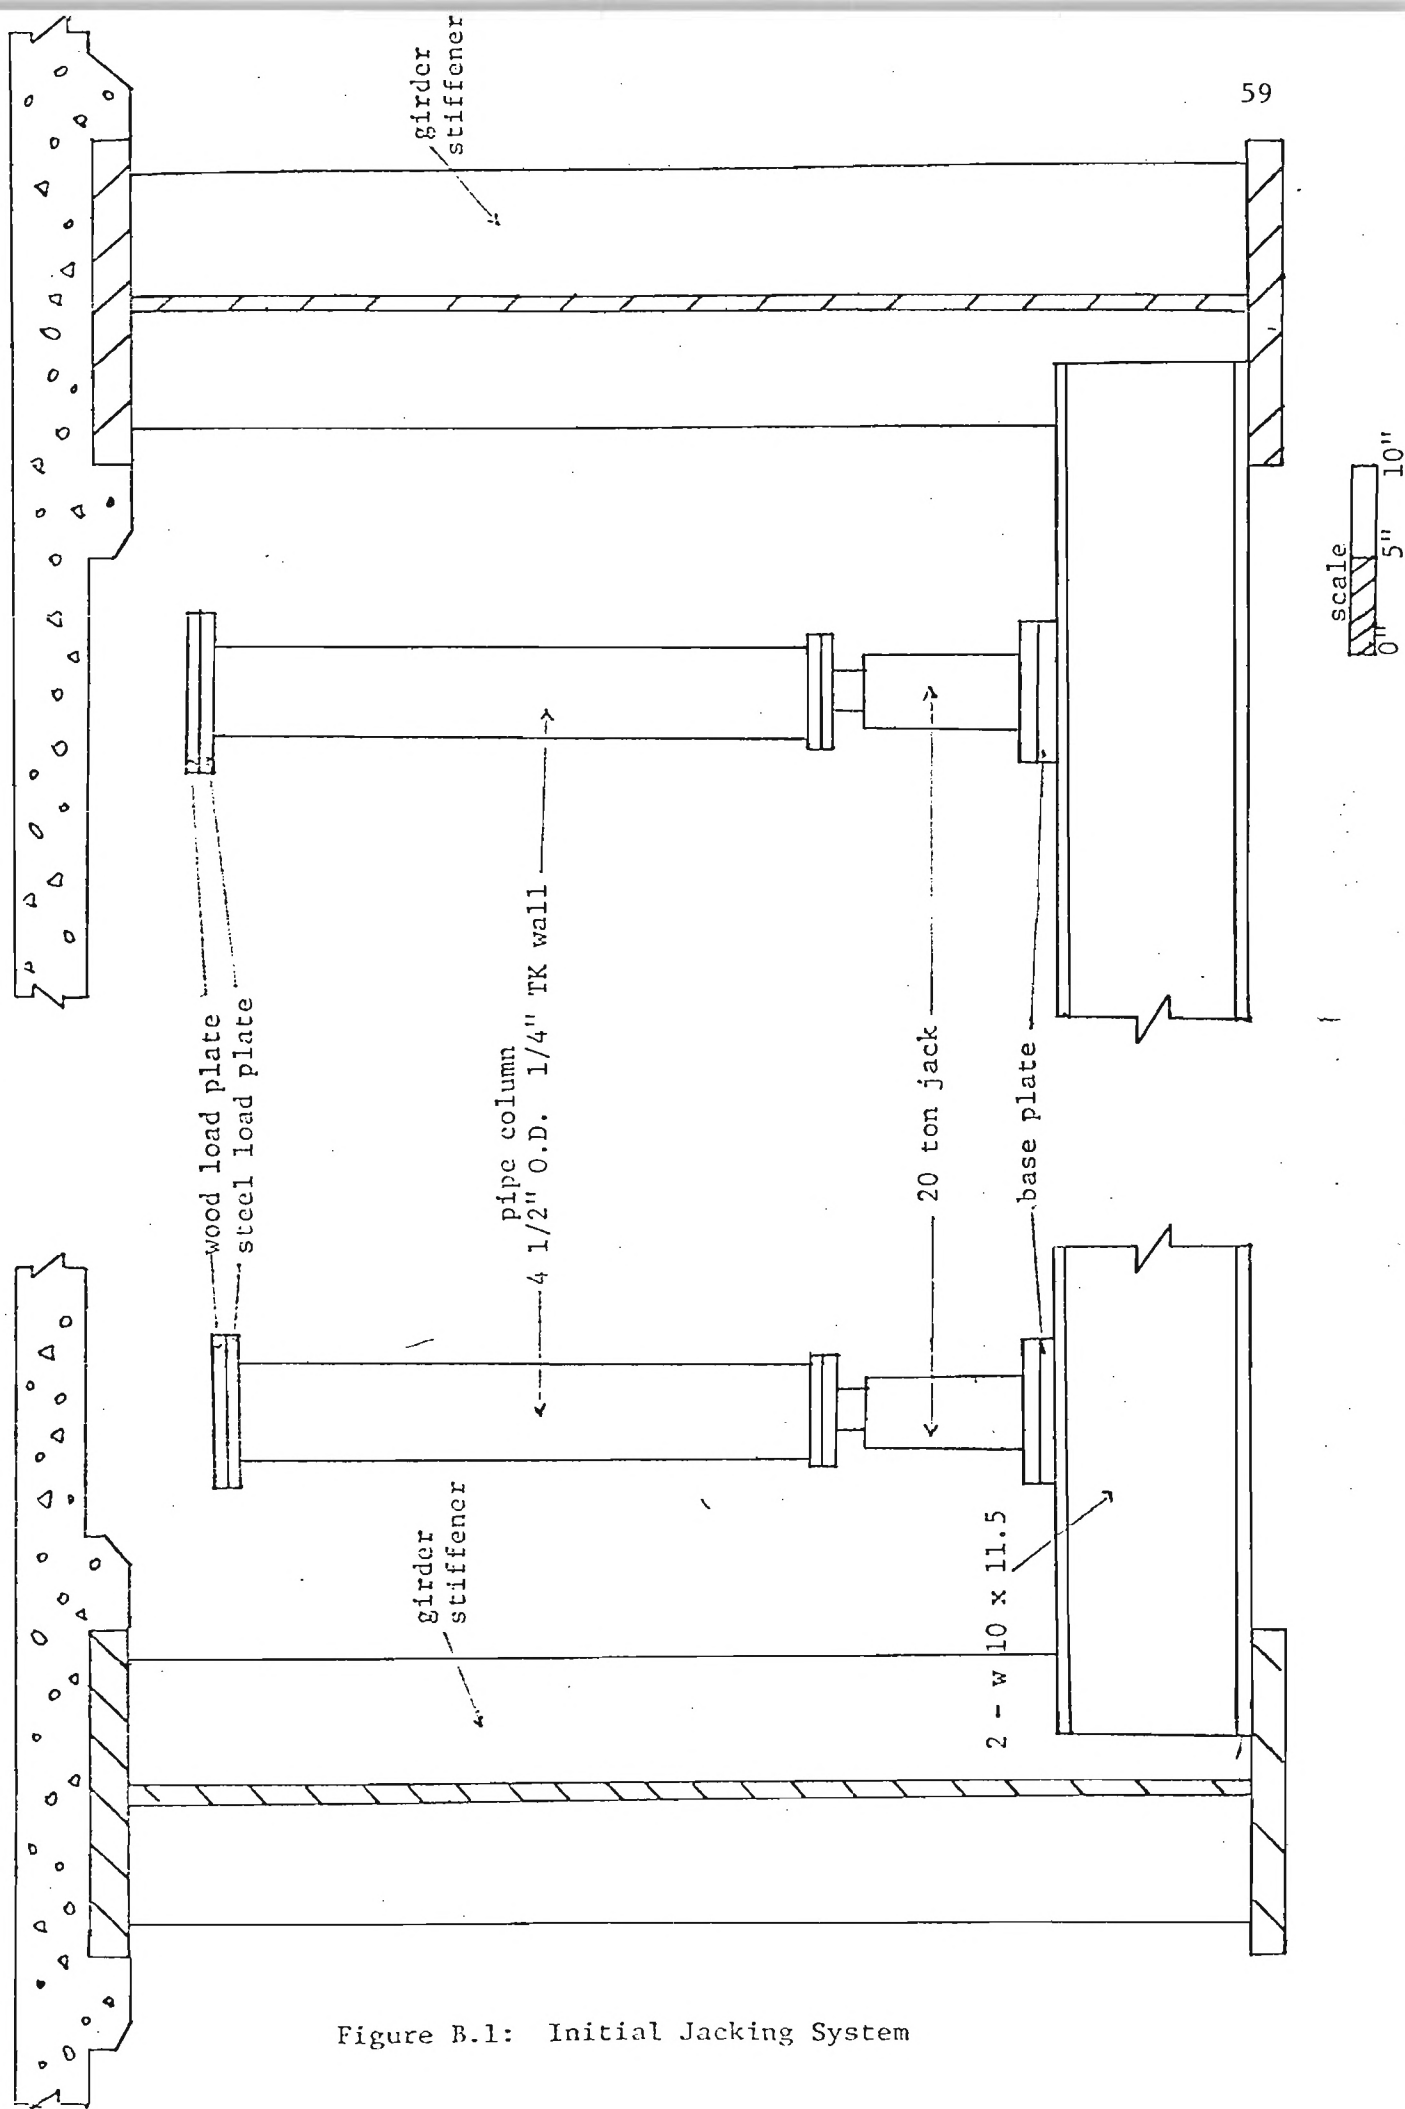 59
girder
stiffener
wood load plate
steel load plate
pipe column
4 1/2" O.D. 1/4" TK wall
20 ton jack
base plate
girder
stiffener
2 - w 10 x 11.5
scale
0" 5" 10"
Figure B.1: Initial Jacking System